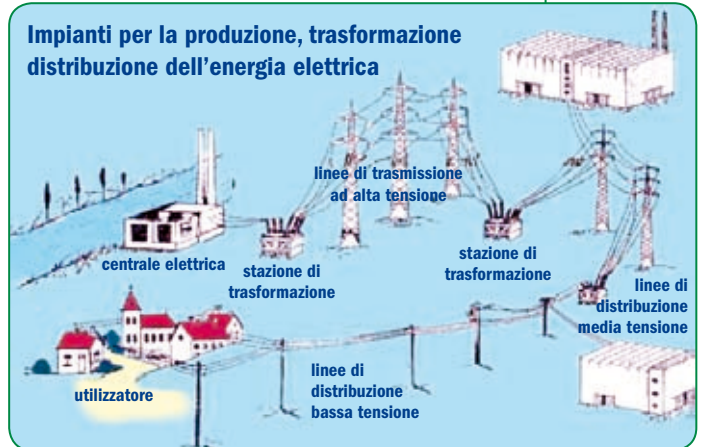 Impianti per la produzione, trasformazione
distribuzione dell'energia elettrica
linee di trasmissione
ad alta tensione
centrale elettrica
stazione di
trasformazione
stazione di
trasformazione
linee di
distribuzione
media tensione
utilizzatore
linee di
distribuzione
bassa tensione